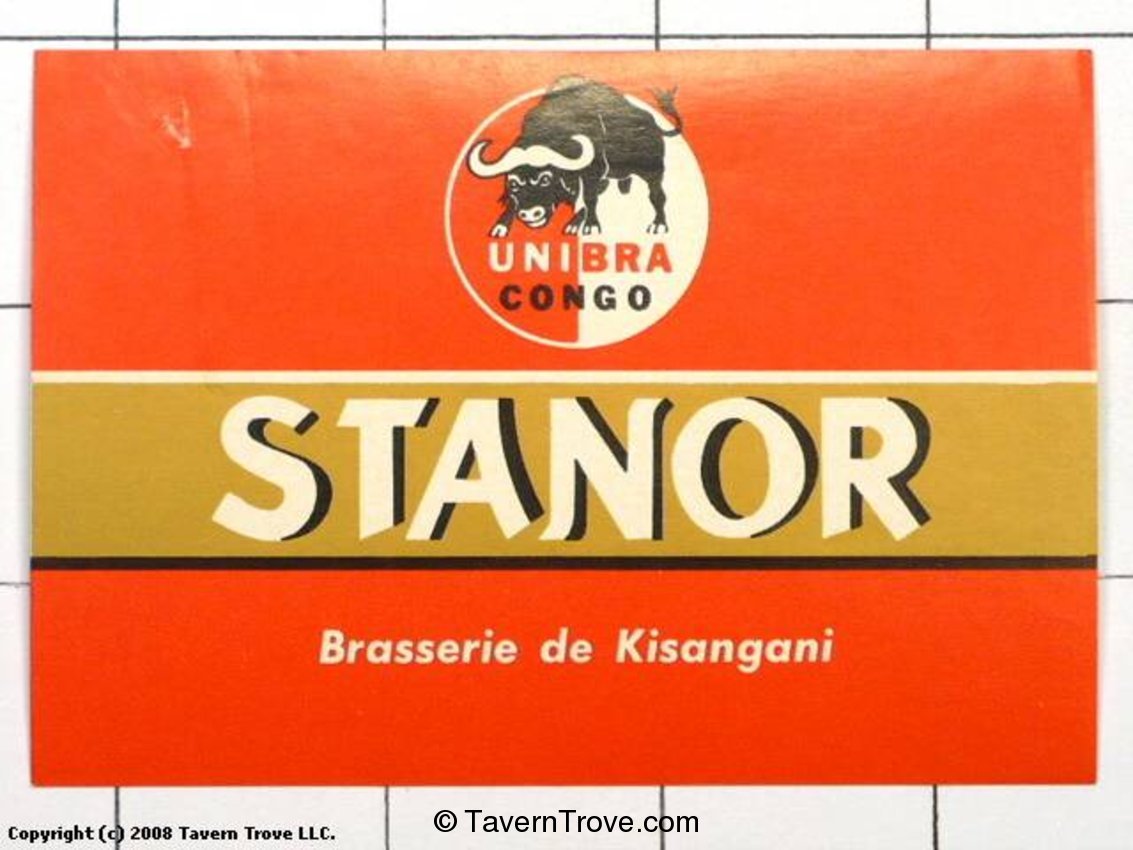 UNIBRA
CONGO
STANOR
Brasserie de Kisangani
Copyright (c) 2008 Tavern Trove LLC.
© TavernTrove.com